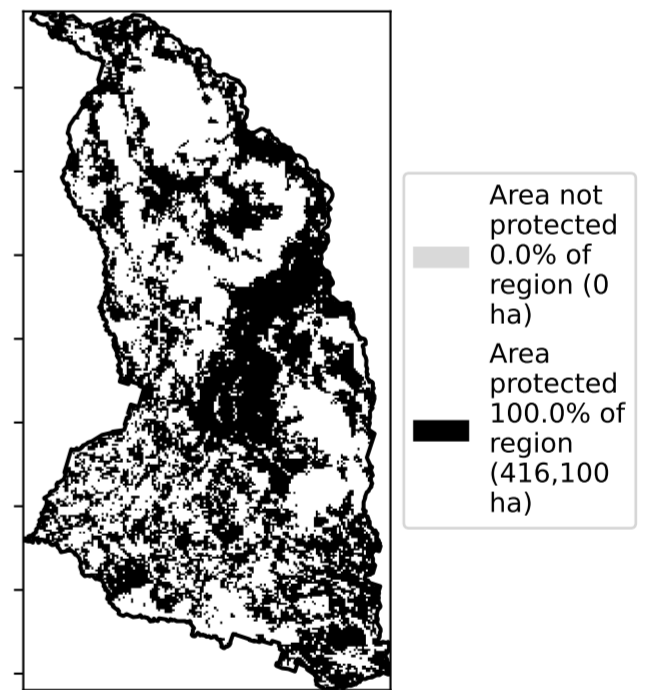 Area not
protected
0.0% of
region (0
ha)
Area
protected
100.0% of
region
(416,100
ha)